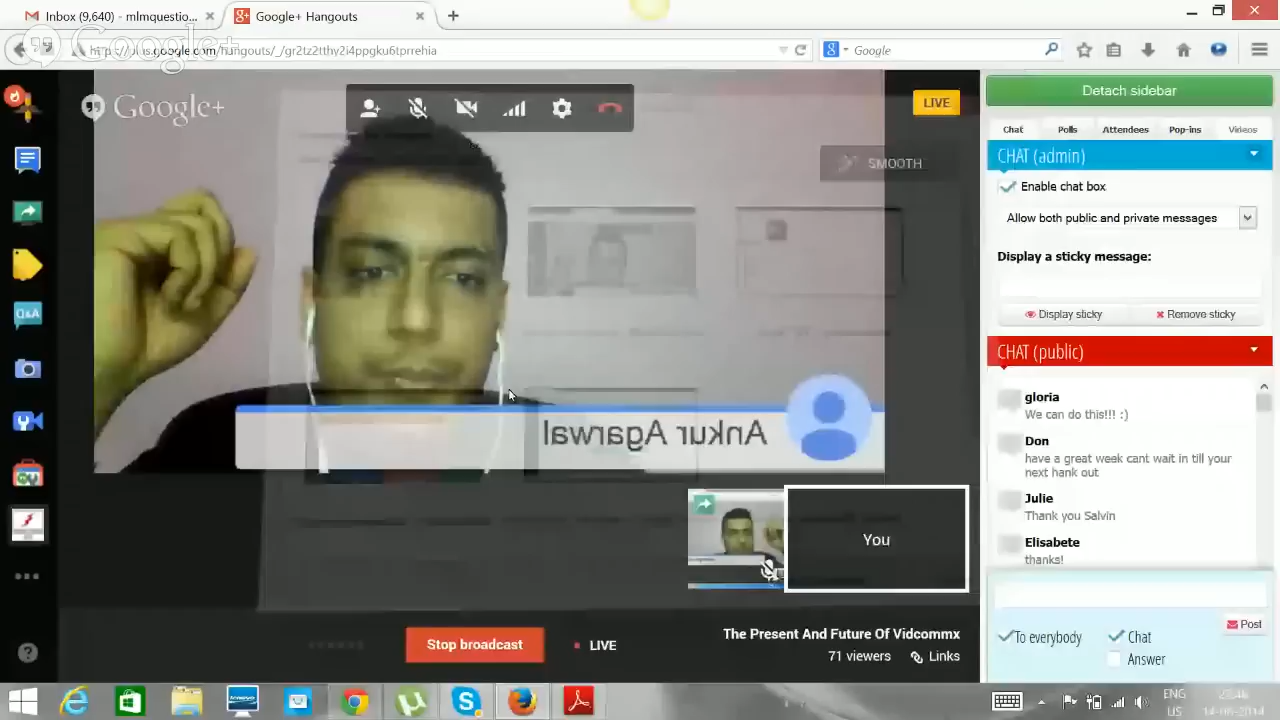 Inbox (9,640) - mlmquestio...
Google+ Hangouts
Google
Google+
LIVE
SMOOTH
Ankur Agarwal
You
Stop broadcast
LIVE
The Present And Future Of Vidcommx
71 viewers
Links
Detach sidebar
Chat
Polls
Attendees
Pop-ins
Videos
CHAT (admin)
Enable chat box
Allow both public and private messages
Display a sticky message:
Display sticky
Remove sticky
CHAT (public)
gloria
We can do this!!! :)
Don
have a great week cant wait in till your
next hank out
Julie
Thank you Salvin
Elisabete
thanks!
Post
To everybody
Chat
Answer
Q&A
ENG
14-06-2014